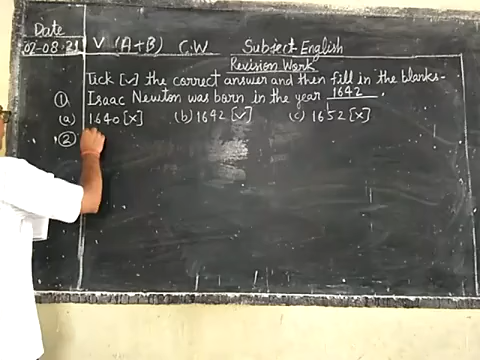 Date
02-08-21 V (A+B) C.W Subject English
Revision Work
Tick [✓] the correct answer and then fill in the blanks-
① Isaac Newton was born in the year 1642.
(a) 1640 [x] (b) 1642 [✓] (c) 1652 [x]
②